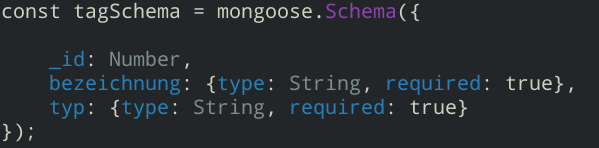 const tagSchema = mongoose.Schema({
_id: Number,
bezeichnung: {type: String, required: true},
typ: {type: String, required: true}
});